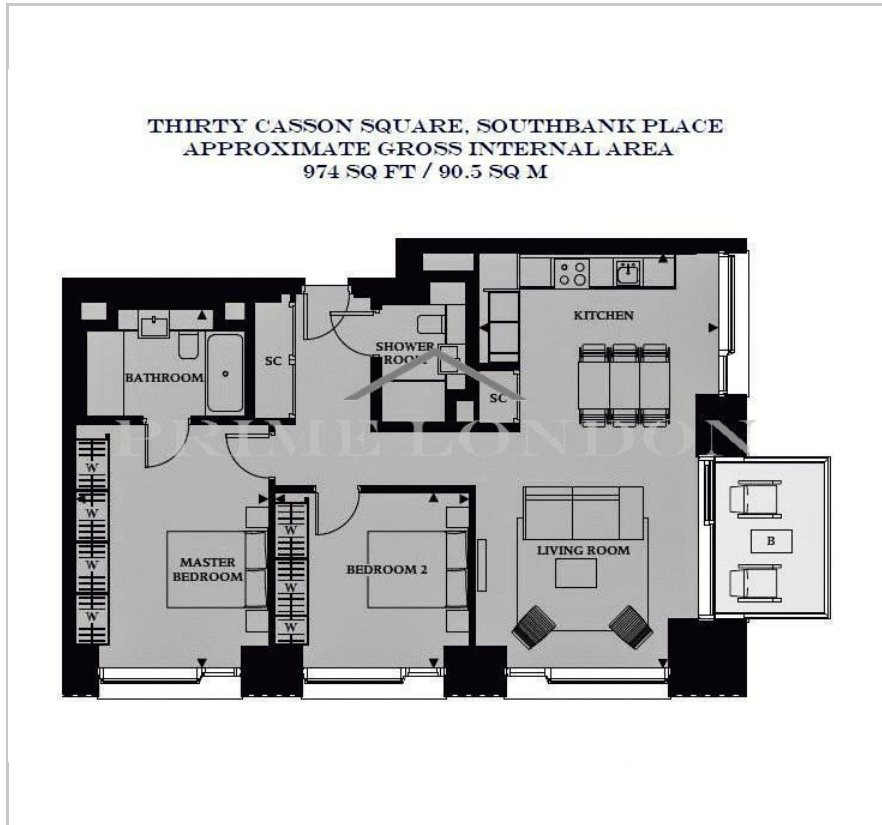 THIRTY CASSON SQUARE, SOUTHBANK PLACE
APPROXIMATE GROSS INTERNAL AREA
974 SQ FT / 90.5 SQ M
KITCHEN
SHOWER
ROOM
SC
BATHROOM
SC
PRIME LONDON
W
W
W
W
MASTER
BEDROOM
W
W
W
BEDROOM 2
LIVING ROOM
B